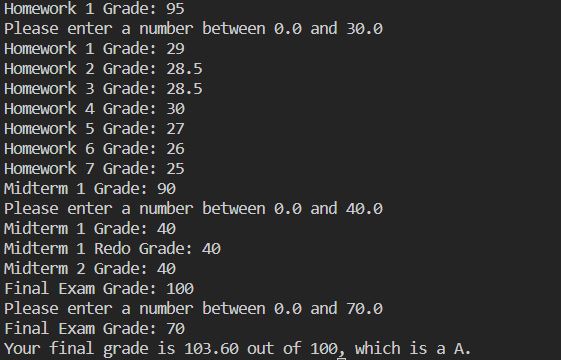 Homework 1 Grade: 95
Please enter a number between 0.0 and 30.0
Homework 1 Grade: 29
Homework 2 Grade: 28.5
Homework 3 Grade: 28.5
Homework 4 Grade: 30
Homework 5 Grade: 27
Homework 6 Grade: 26
Homework 7 Grade: 25
Midterm 1 Grade: 90
Please enter a number between 0.0 and 40.0
Midterm 1 Grade: 40
Midterm 1 Redo Grade: 40
Midterm 2 Grade: 40
Final Exam Grade: 100
Please enter a number between 0.0 and 70.0
Final Exam Grade: 70
Your final grade is 103.60 out of 100, which is a A.